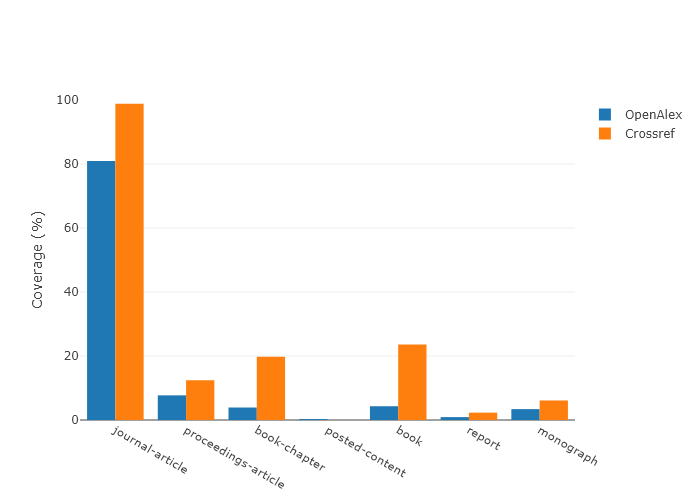 100
80
60
40
20
0
Coverage (%)
journal-article
proceedings-article
book-chapter
posted-content
book
report
monograph
OpenAlex
Crossref